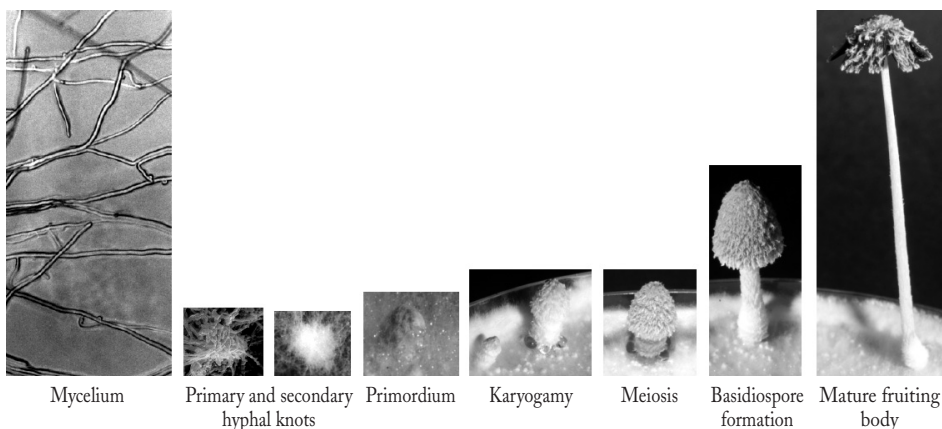 Mycelium
Primary and secondary
hyphal knots
Primordium
Karyogamy
Meiosis
Basidiospore
formation
Mature fruiting
body